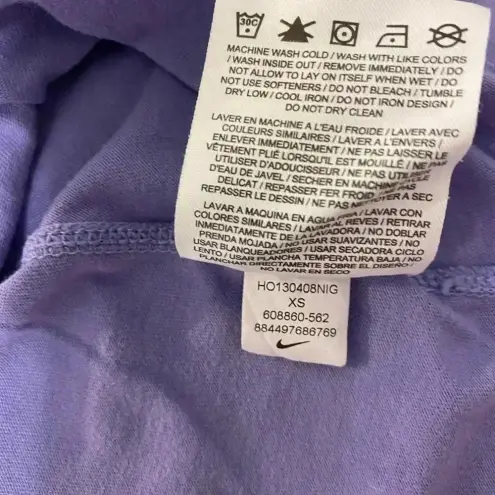 30C
MACHINE WASH COLD / WASH WITH LIKE COLORS
/ WASH INSIDE OUT / REMOVE IMMEDIATELY / DO
NOT ALLOW TO LAY ON ITSELF WHEN WET / DO
NOT USE SOFTENERS / DO NOT BLEACH / TUMBLE
DRY LOW / COOL IRON / DO NOT IRON DESIGN /
DO NOT DRY CLEAN
LAVER EN MACHINE A L'EAU FROIDE / LAVER AVEC
COULEURS SIMILAIRES / LAVER A L'ENVERS /
ENLEVER IMMEDIATEMENT / NE PAS LAISSER LE
VÊTEMENT PLIÉ LORSQU'IL EST MOUILLÉ / NE PAS
UTILISER D'ADOUCISSEUR / NE PAS UTILISER
D'EAU DE JAVEL / SECHER EN MACHINE
DELICAT / REPASSER FER FROID / NE PAS
REPASSER LE DESSIN / NE PAS NETTOYER A SEC
LAVAR A MAQUINA EN AGUA FRIA / LAVAR CON
COLORES SIMILARES / LAVAR AL REVES / RETIRAR
INMEDIATAMENTE DE LA LAVADORA / NO DOBLAR
PRENDA MOJADA / NO USAR SUAVIZANTES / NO
USAR BLANQUEADORES / USAR SECADORA CICLO
LENTO / USAR PLANCHA TEMPERATURA BAJA / NO
PLANCHAR DIRECTAMENTE SOBRE EL DISEÑO /
NO LAVAR EN SECO
HO130408NIG
XS
608860-562
884497686769